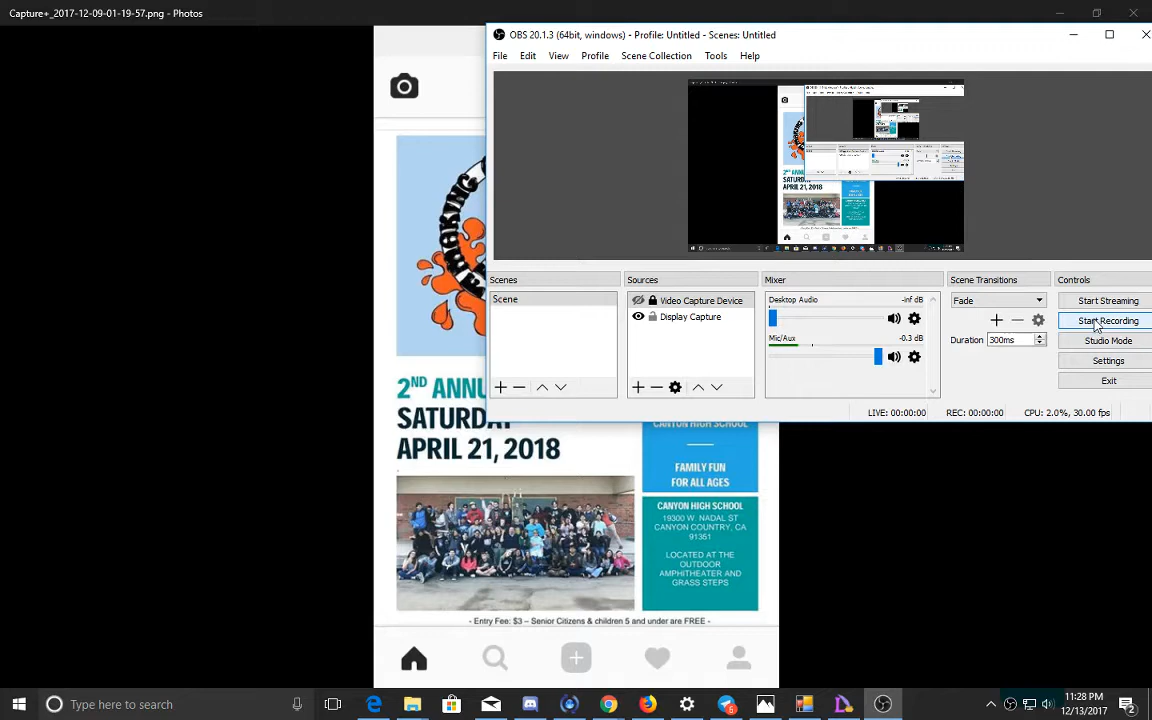 Capture+_2017-12-09-01-19-57.png - Photos
OBS 20.1.3 (64bit, windows) - Profile: Untitled - Scenes: Untitled
File Edit View Profile Scene Collection Tools Help
Scenes
Scene
Sources
Video Capture Device
Display Capture
Mixer
Desktop Audio -inf dB
Mic/Aux -0.3 dB
Scene Transitions
Fade
Duration 300ms
Controls
Start Streaming
Start Recording
Studio Mode
Settings
Exit
LIVE: 00:00:00 REC: 00:00:00 CPU: 2.0%, 30.00 fps
2ND ANNU
SATURDAY
APRIL 21, 2018
CANYON HIGH SCHOOL
FAMILY FUN
FOR ALL AGES
CANYON HIGH SCHOOL
19300 W. NADAL ST
CANYON COUNTRY, CA
91351
LOCATED AT THE
OUTDOOR
AMPHITHEATER AND
GRASS STEPS
- Entry Fee: $3 – Senior Citizens & children 5 and under are FREE -
Type here to search
11:28 PM
12/13/2017